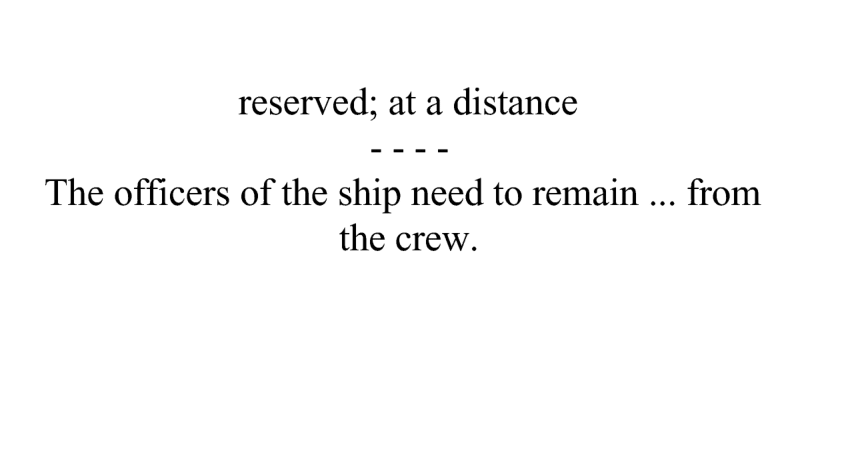 reserved; at a distance
- - - -
The officers of the ship need to remain ... from
the crew.